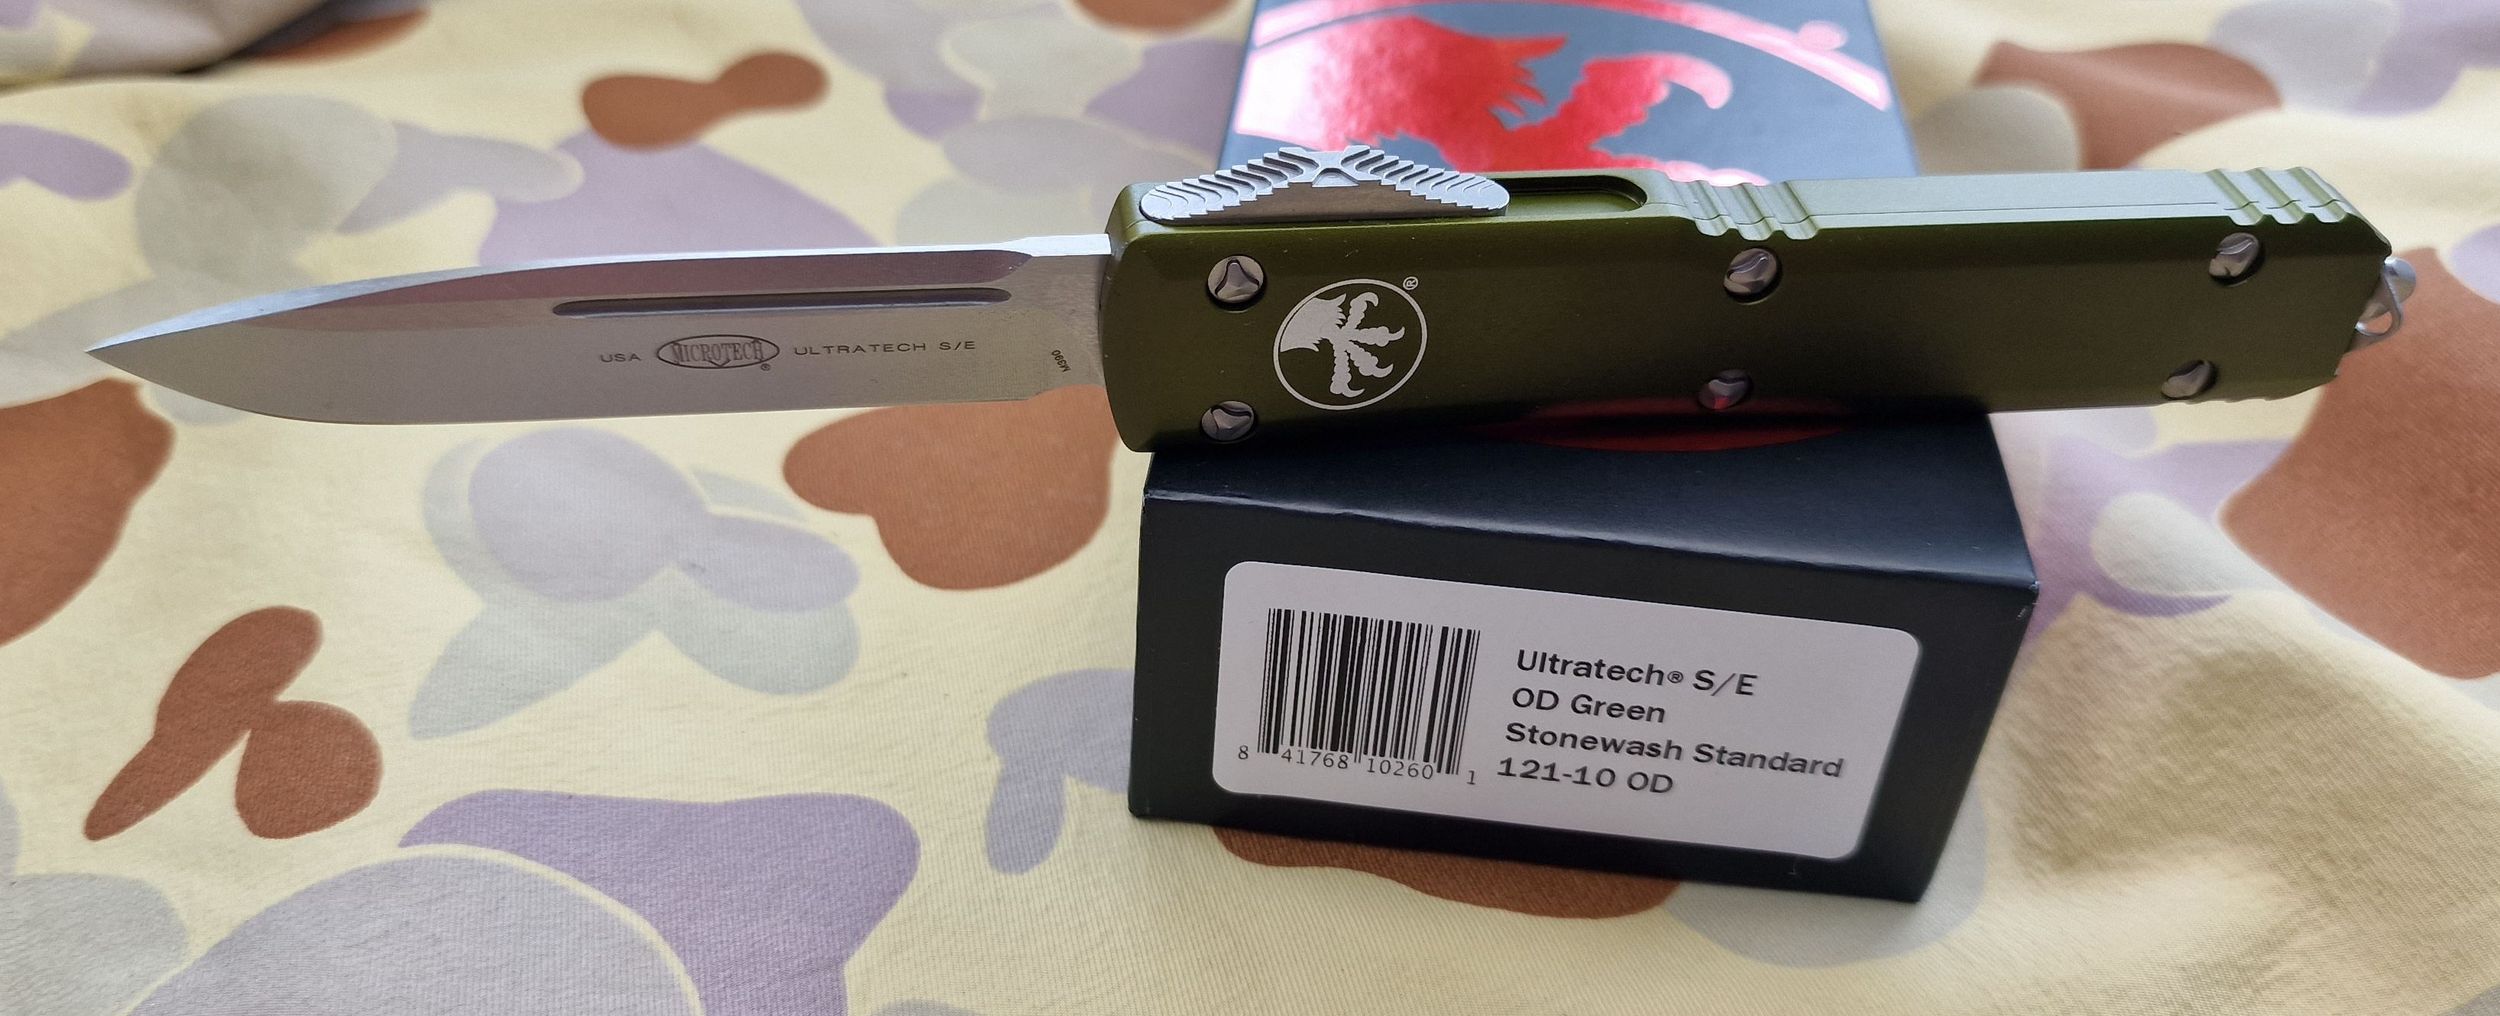 USA MICROTECH® ULTRATECH S/E
M390
®
Ultratech® S/E
OD Green
Stonewash Standard
121-10 OD
8 41768 10260 1